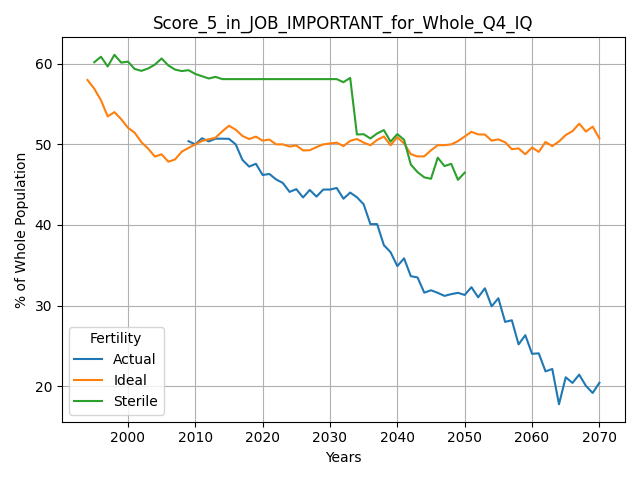 Score_5_in_JOB_IMPORTANT_for_Whole_Q4_IQ
% of Whole Population
60
50
40
30
20
Fertility
Actual
Ideal
Sterile
2000 2010 2020 2030 2040 2050 2060 2070
Years